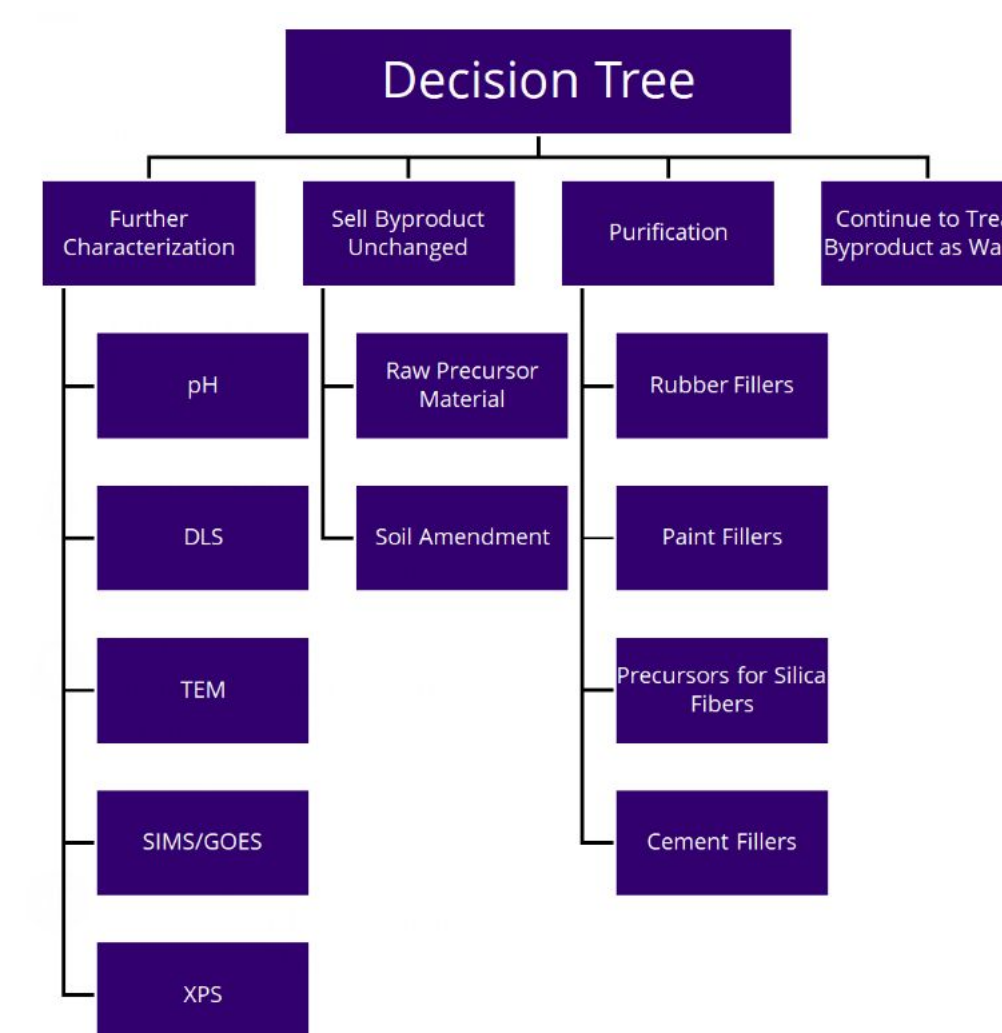 Decision Tree
Further
Characterization
Sell Byproduct
Unchanged
Purification
Continue to
Byproduct as
pH
Raw Precursor
Material
Rubber Fillers
DLS
Soil Amendment
Paint Fillers
TEM
Precursors for Silica
Fibers
SIMS/GOES
Cement Fillers
XPS